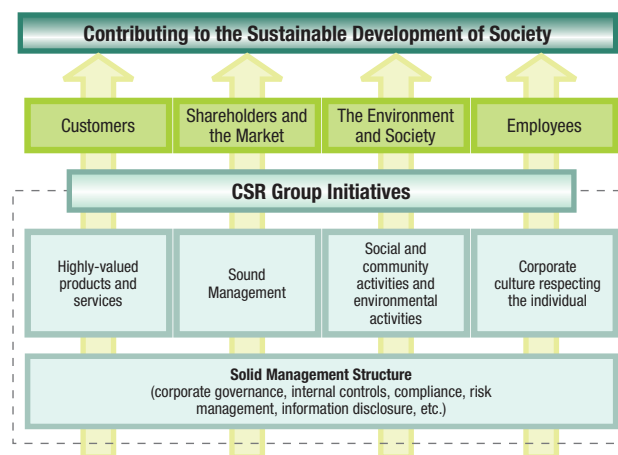 Contributing to the Sustainable Development of Society
Customers
Shareholders and
the Market
The Environment
and Society
Employees
CSR Group Initiatives
Highly-valued
products and
services
Sound
Management
Social and
community
activities and
environmental
activities
Corporate
culture respecting
the individual
Solid Management Structure
(corporate governance, internal controls, compliance, risk
management, information disclosure, etc.)